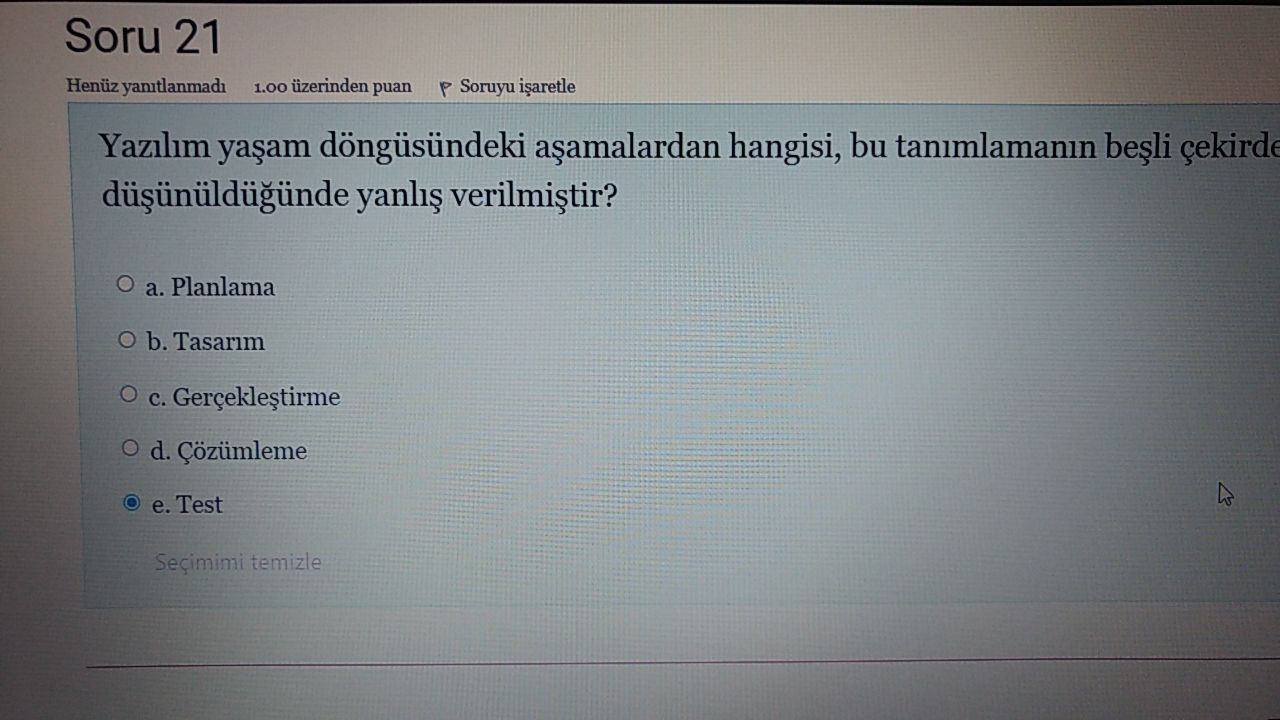 Soru 21
Henüz yanıtlanmadı 1.00 üzerinden puan Soruyu işaretle
Yazılım yaşam döngüsündeki aşamalardan hangisi, bu tanımlamanın beşli çekirde
düşünüldüğünde yanlış verilmiştir?
a. Planlama
b. Tasarım
c. Gerçekleştirme
d. Çözümleme
e. Test
Seçimimi temizle